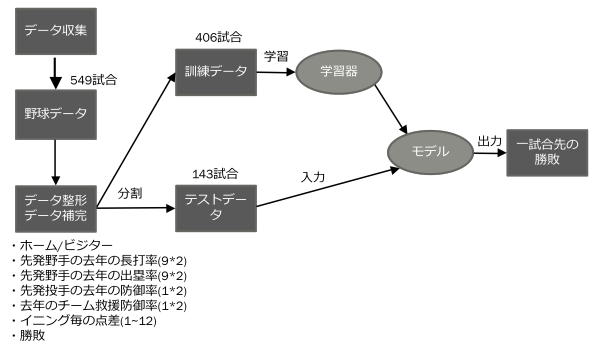 データ収集
549試合
野球データ
データ整形
データ補完
・ホーム/ビジター
・先発野手の去年の長打率(9*2)
・先発野手の去年の出塁率(9*2)
・先発投手の去年の防御率(1*2)
・去年のチーム救援防御率(1*2)
・イニング毎の点差(1~12)
・勝敗
分割
406試合
訓練データ
学習
学習器
143試合
テストデー
タ
入力
モデル
出力
一試合先の
勝敗